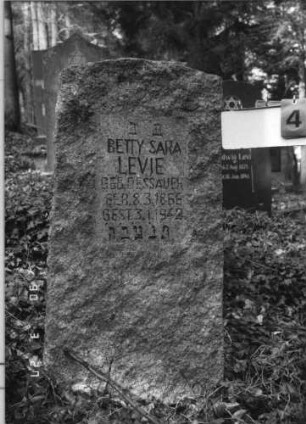 פ נ
BETTY SARA
LEVIE
GEB. DESSAUER
GEB. 8.3.1866
GEST. 3.1.1942
ת נ צ ב ה
4